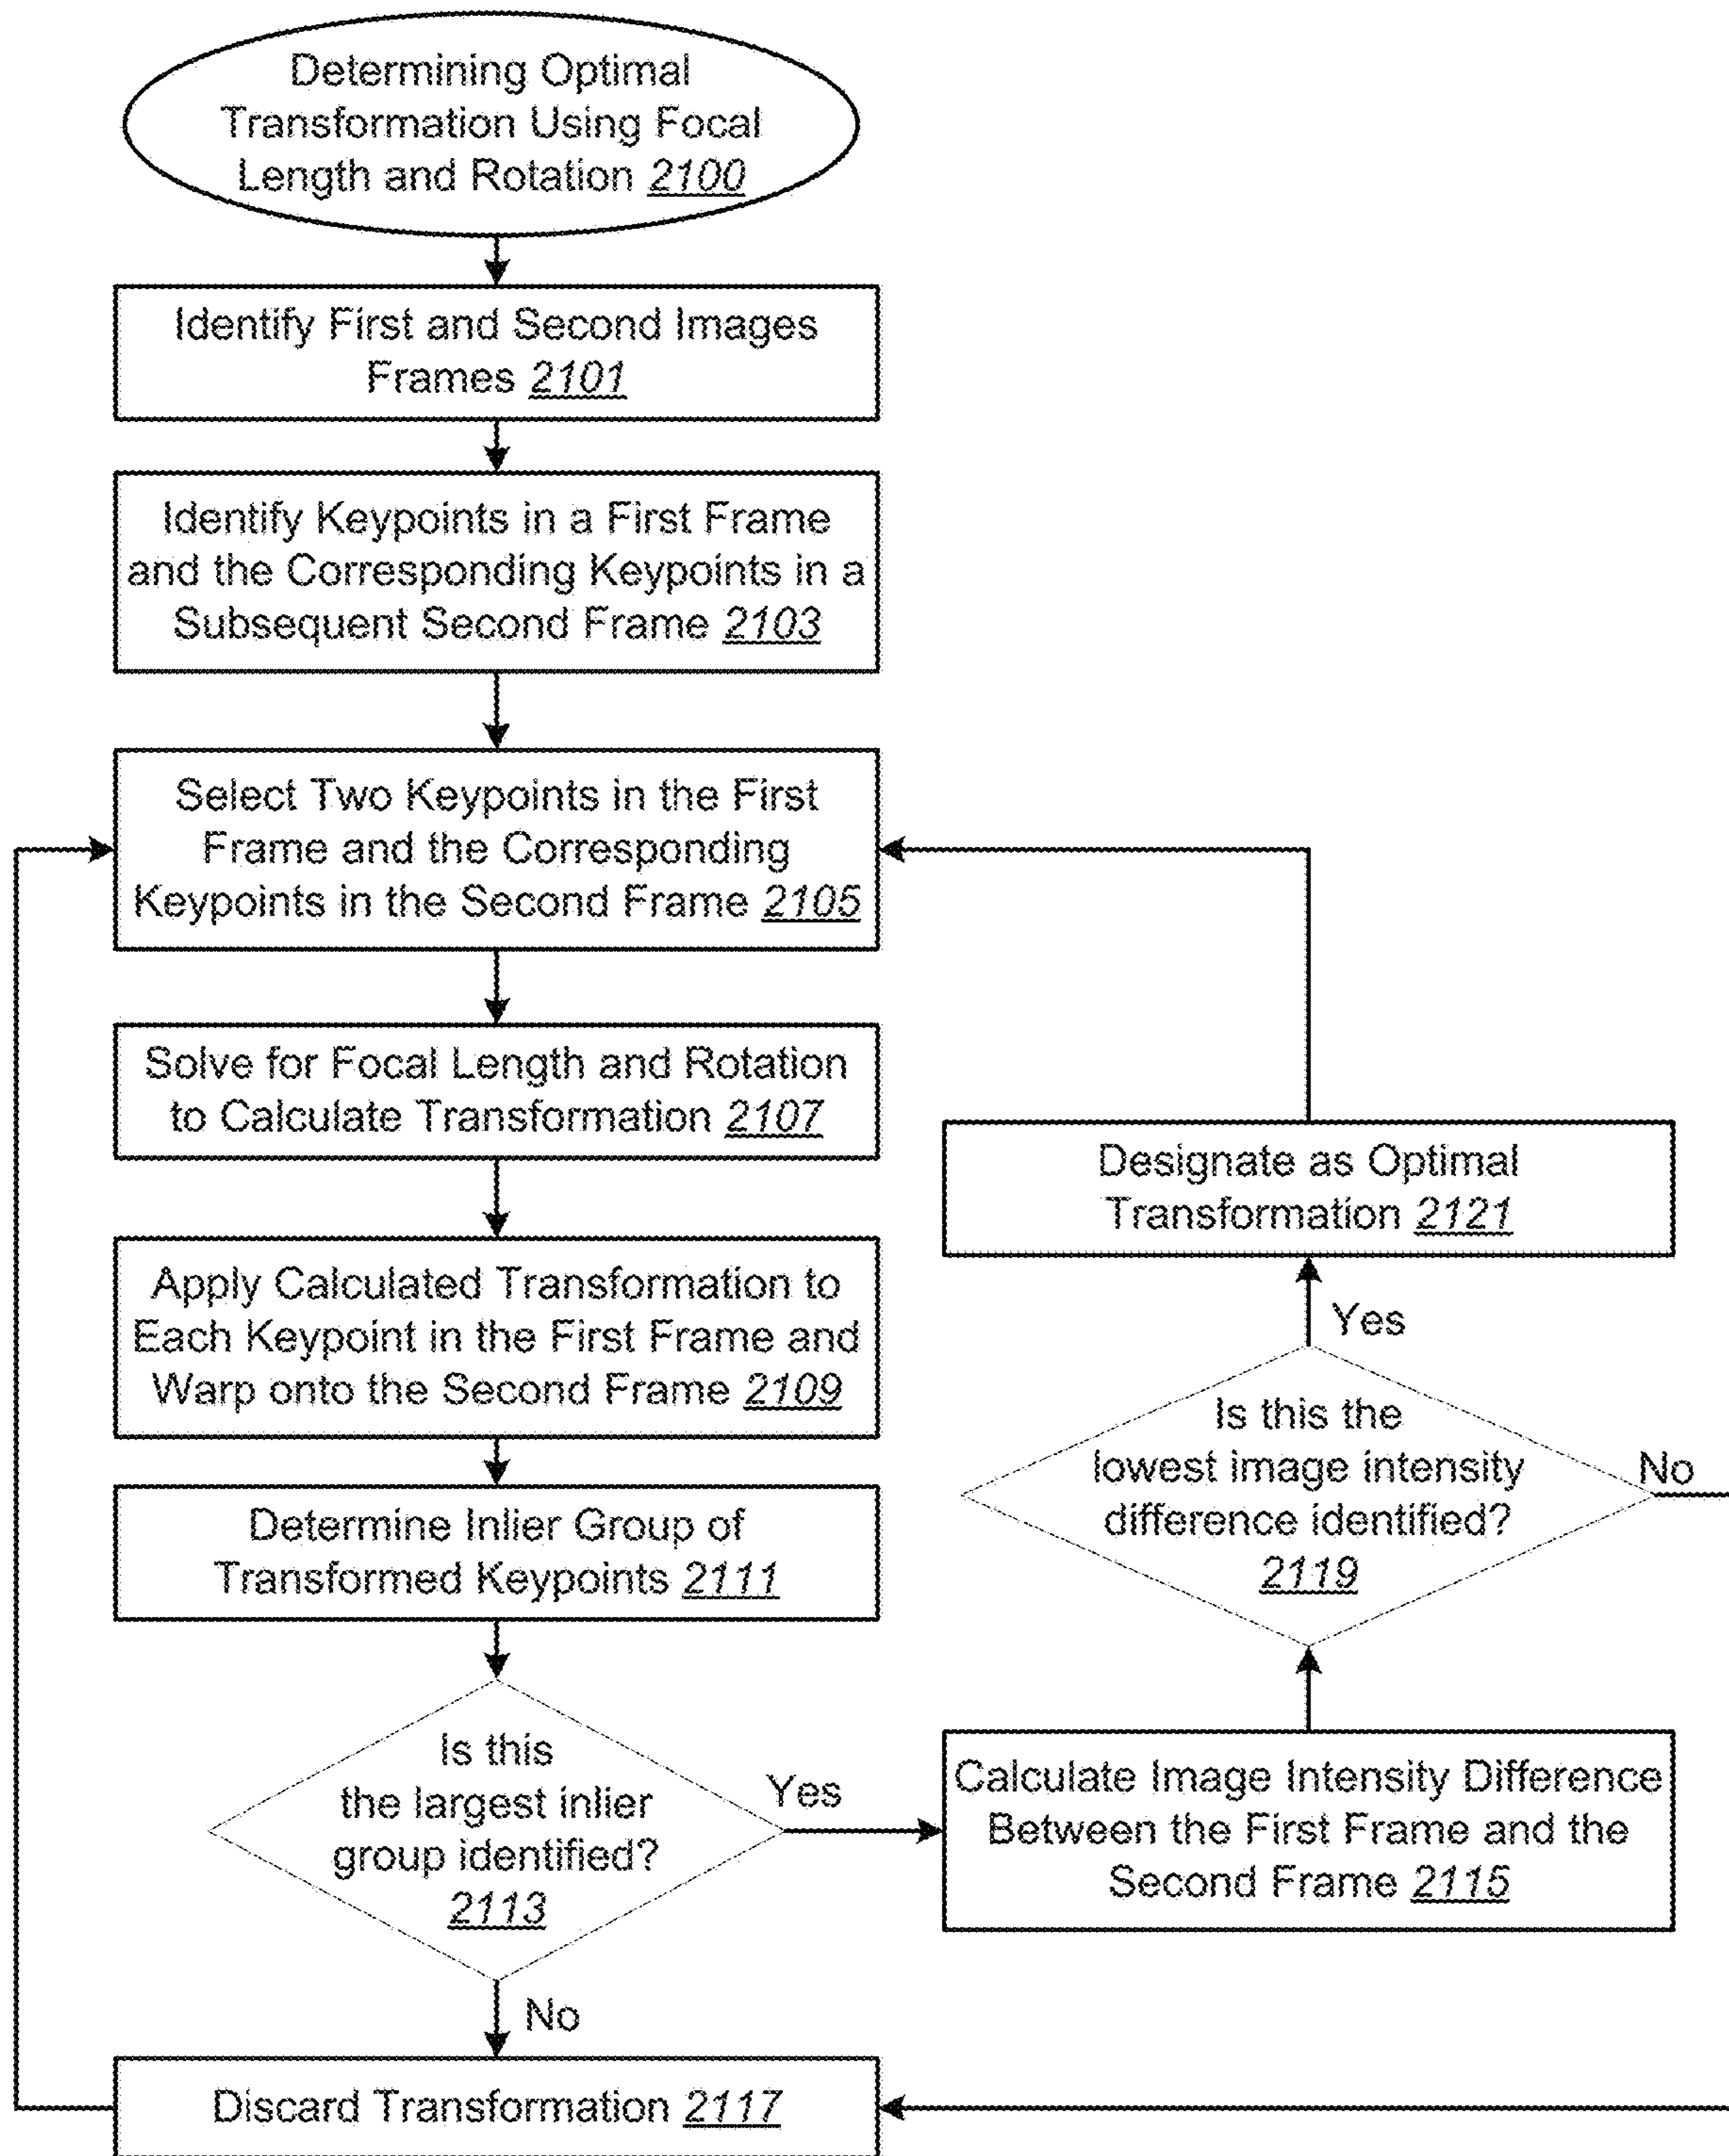 Determining Optimal
Transformation Using Focal
Length and Rotation 2100
Identify First and Second Images
Frames 2101
Identify Keypoints in a First Frame
and the Corresponding Keypoints in a
Subsequent Second Frame 2103
Select Two Keypoints in the First
Frame and the Corresponding
Keypoints in the Second Frame 2105
Solve for Focal Length and Rotation
to Calculate Transformation 2107
Apply Calculated Transformation to
Each Keypoint in the First Frame and
Warp onto the Second Frame 2109
Determine Inlier Group of
Transformed Keypoints 2111
Is this
the largest inlier
group identified?
2113
Yes
No
Discard Transformation 2117
Calculate Image Intensity Difference
Between the First Frame and the
Second Frame 2115
Is this the
lowest image intensity
difference identified?
2119
No
Yes
Designate as Optimal
Transformation 2121